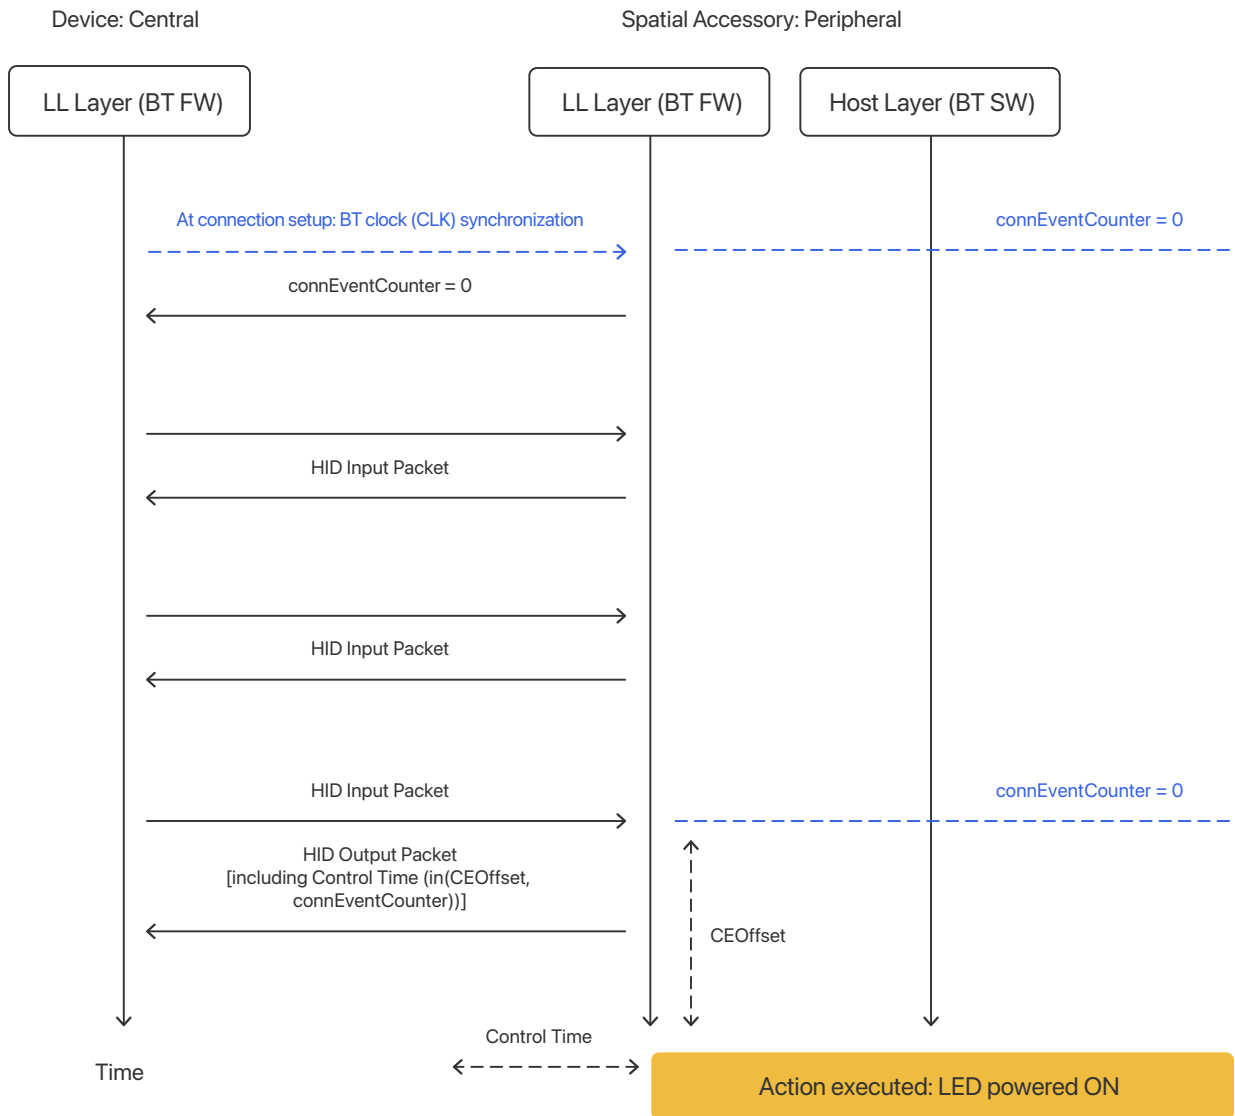 Device: Central
Spatial Accessory: Peripheral
LL Layer (BT FW)
LL Layer (BT FW)
Host Layer (BT SW)
At connection setup: BT clock (CLK) synchronization
connEventCounter = 0
connEventCounter = 0
HID Input Packet
HID Input Packet
HID Input Packet
connEventCounter = 0
HID Output Packet
[including Control Time (in(CEOffset,
connEventCounter))]
CEOffset
Control Time
Time
Action executed: LED powered ON